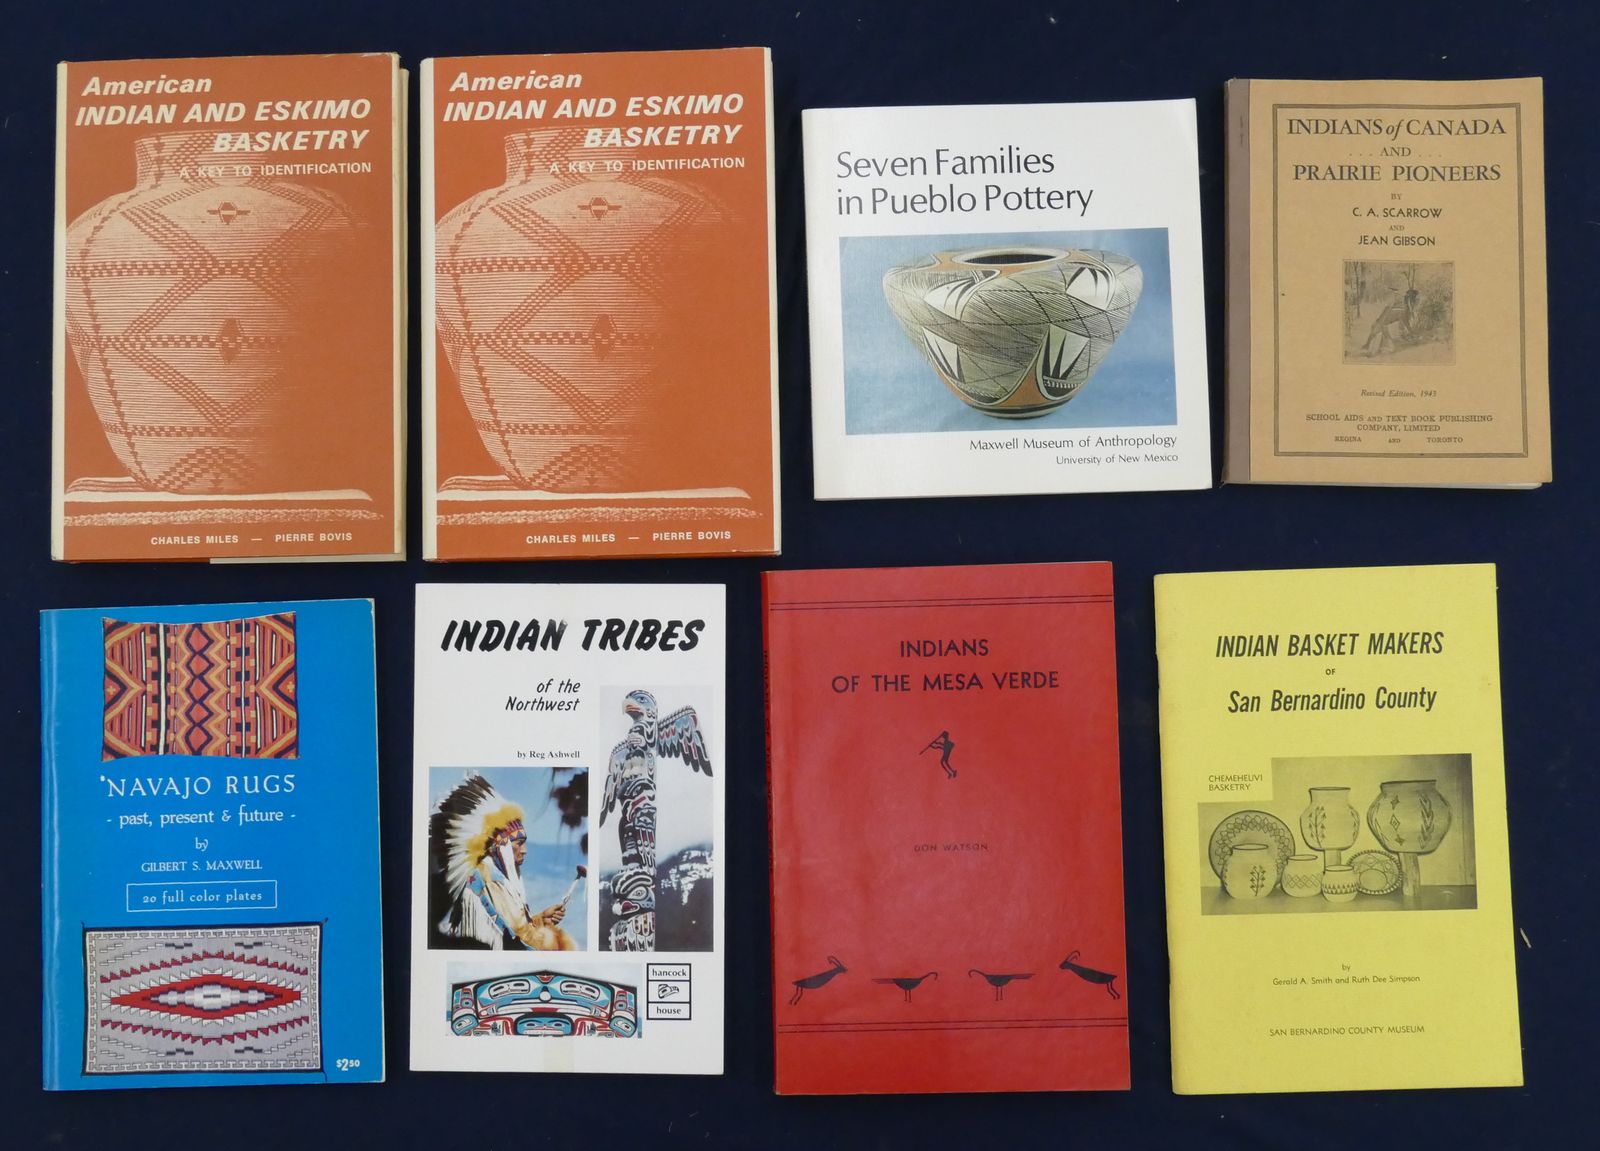 American
INDIAN AND ESKIMO
BASKETRY
A KEY TO IDENTIFICATION
CHARLES MILES — PIERRE BOVIS
American
INDIAN AND ESKIMO
BASKETRY
A KEY TO IDENTIFICATION
CHARLES MILES — PIERRE BOVIS
Seven Families
in Pueblo Pottery
Maxwell Museum of Anthropology
University of New Mexico
INDIANS of CANADA
. . . AND . . .
PRAIRIE PIONEERS
BY
C. A. SCARROW
AND
JEAN GIBSON
Revised Edition, 1943
SCHOOL AIDS AND TEXT BOOK PUBLISHING
COMPANY, LIMITED
REGINA AND TORONTO
NAVAJO RUGS
- past, present & future -
by
GILBERT S. MAXWELL
20 full color plates
$2.50
INDIAN TRIBES
of the
Northwest
by Reg Ashwell
hancock
house
INDIANS
OF THE MESA VERDE
DON WATSON
INDIAN BASKET MAKERS
OF
San Bernardino County
CHEMEHEUVI
BASKETRY
by
Gerald A. Smith and Ruth Dee Simpson
SAN BERNARDINO COUNTY MUSEUM